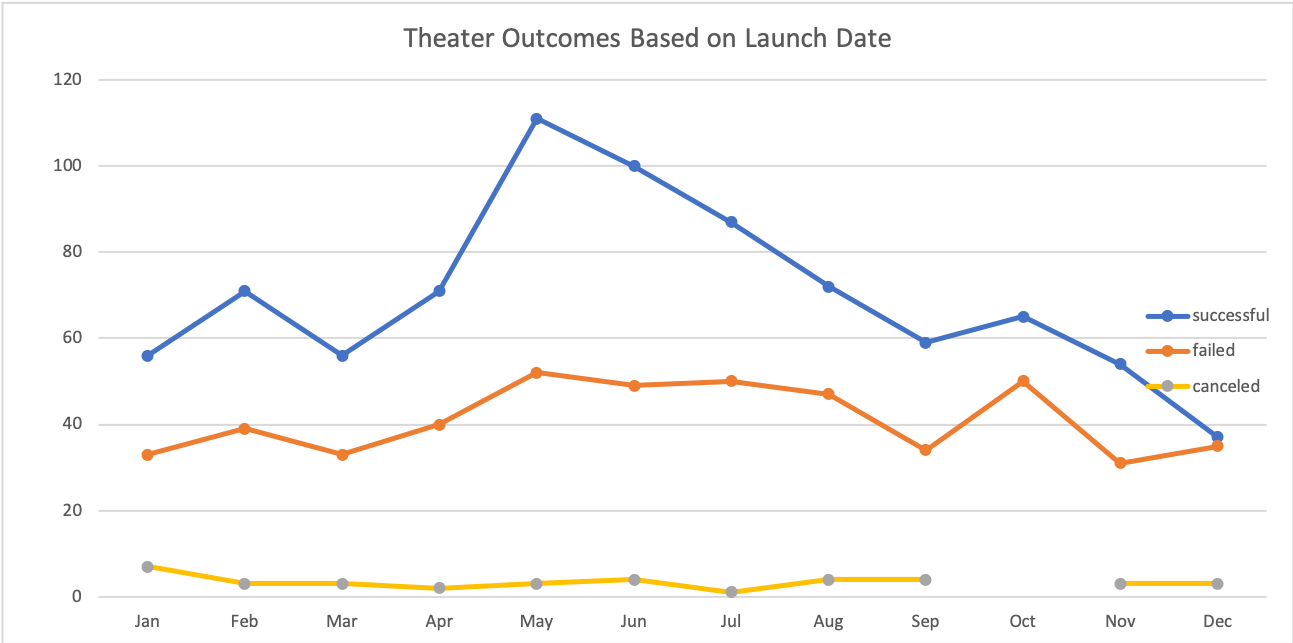 Theater Outcomes Based on Launch Date
120
100
80
60
40
20
0
successful
failed
canceled
Jan Feb Mar Apr May Jun Jul Aug Sep Oct Nov Dec